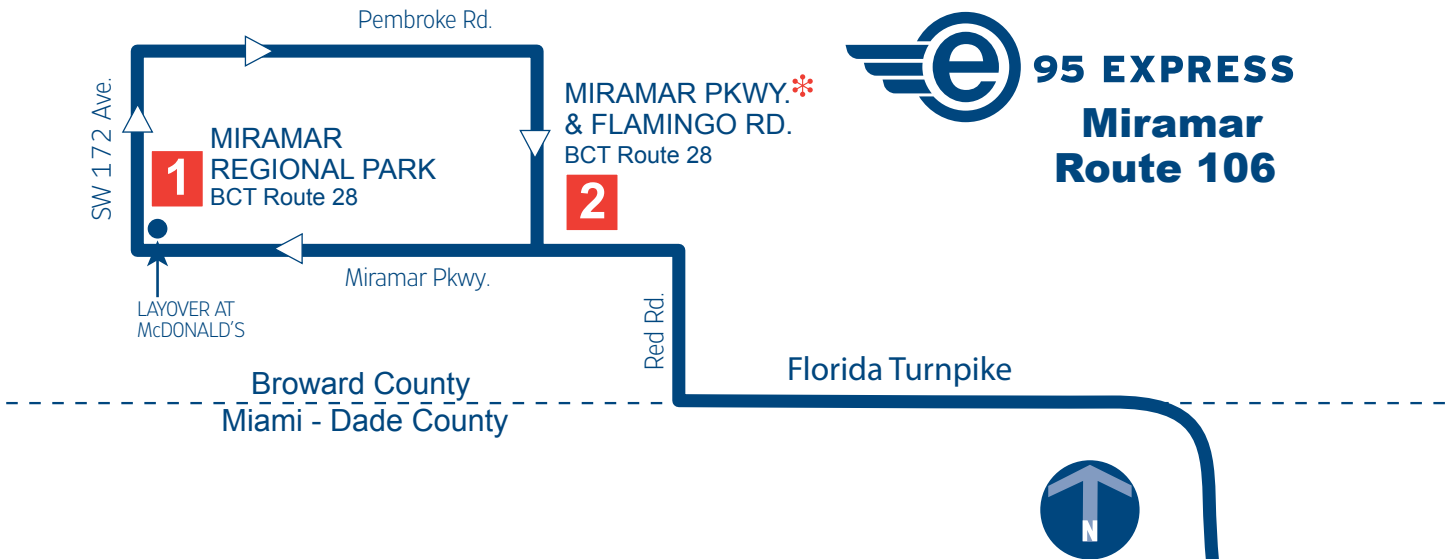 Pembroke Rd.
SW 172 Ave.
1
MIRAMAR
REGIONAL PARK
BCT Route 28
MIRAMAR PKWY.*
& FLAMINGO RD.
BCT Route 28
2
e 95 EXPRESS
Miramar
Route 106
Miramar Pkwy.
LAYOVER AT
McDONALD'S
Red Rd.
Florida Turnpike
Broward County
Miami - Dade County
N